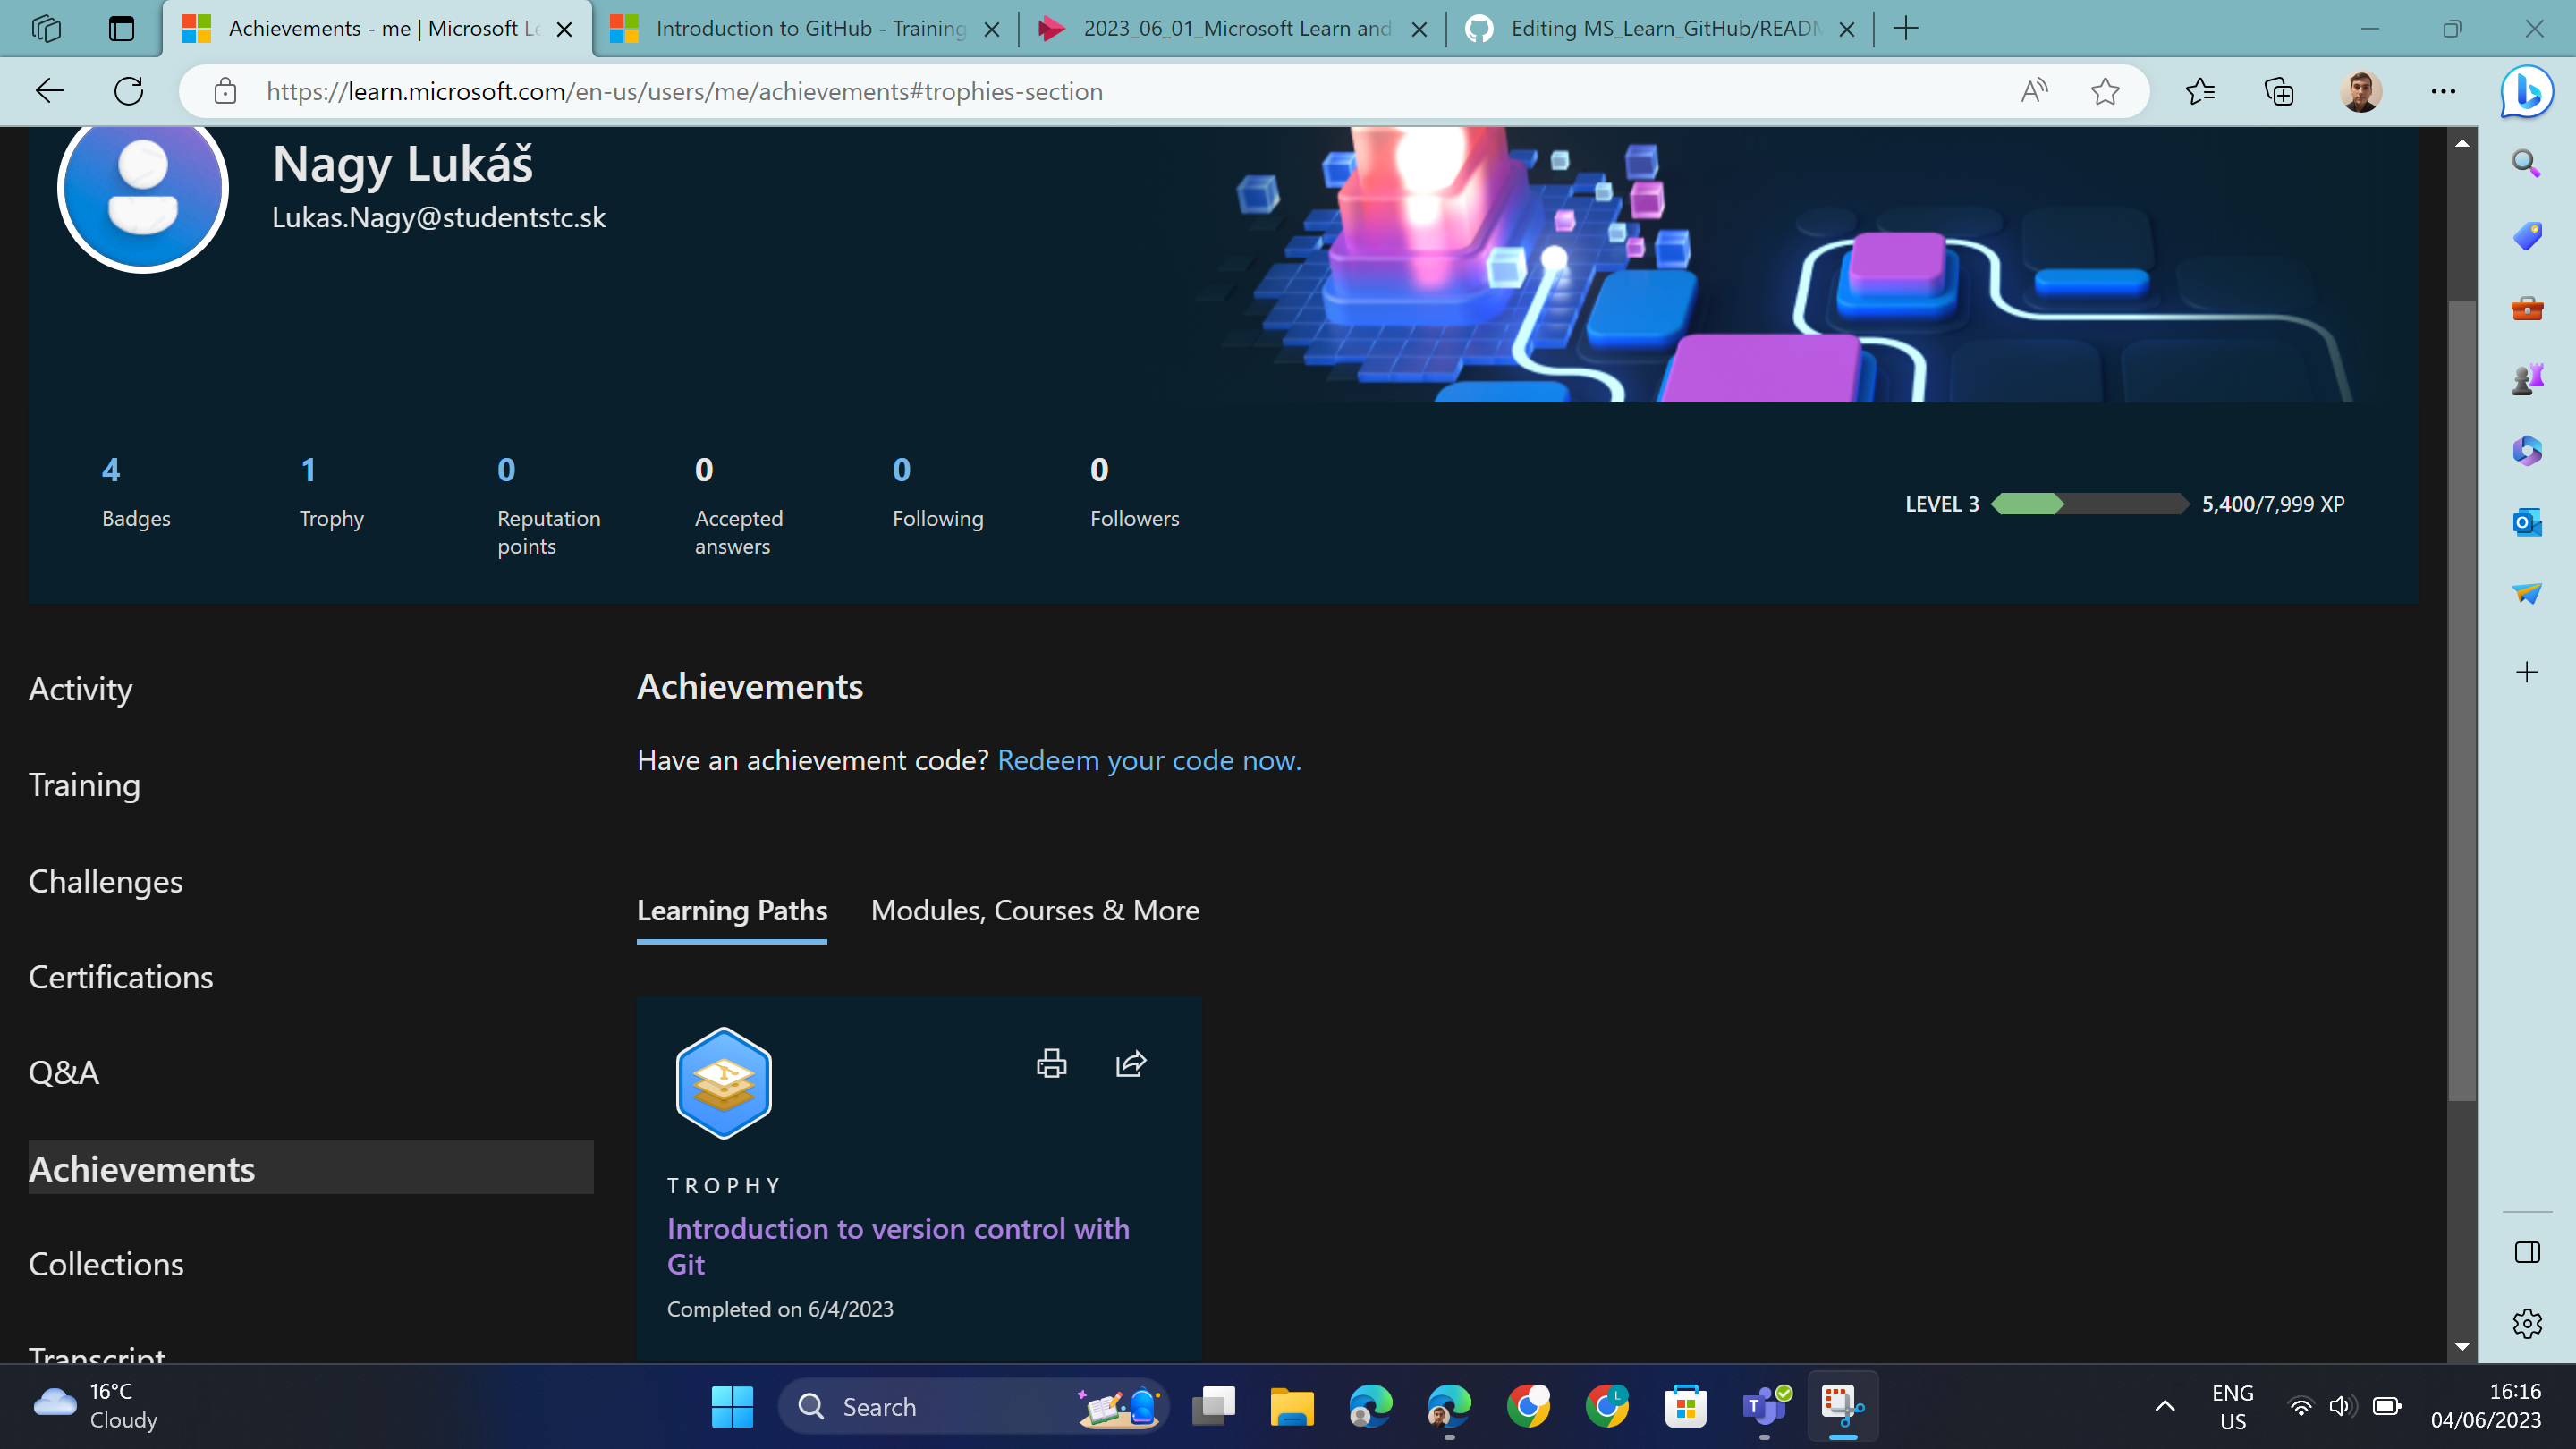 Achievements - me | Microsoft Le
Introduction to GitHub - Training
2023_06_01_Microsoft Learn and
Editing MS_Learn_GitHub/READM
https://learn.microsoft.com/en-us/users/me/achievements#trophies-section
Nagy Lukáš
Lukas.Nagy@studentstc.sk
4
Badges
1
Trophy
0
Reputation
points
0
Accepted
answers
0
Following
0
Followers
LEVEL 3
5,400/7,999 XP
Activity
Training
Challenges
Certifications
Q&A
Achievements
Collections
Transcript
Achievements
Have an achievement code? Redeem your code now.
Learning Paths
Modules, Courses & More
TROPHY
Introduction to version control with
Git
Completed on 6/4/2023
16°C
Cloudy
Search
L
T
ENG
US
16:16
04/06/2023